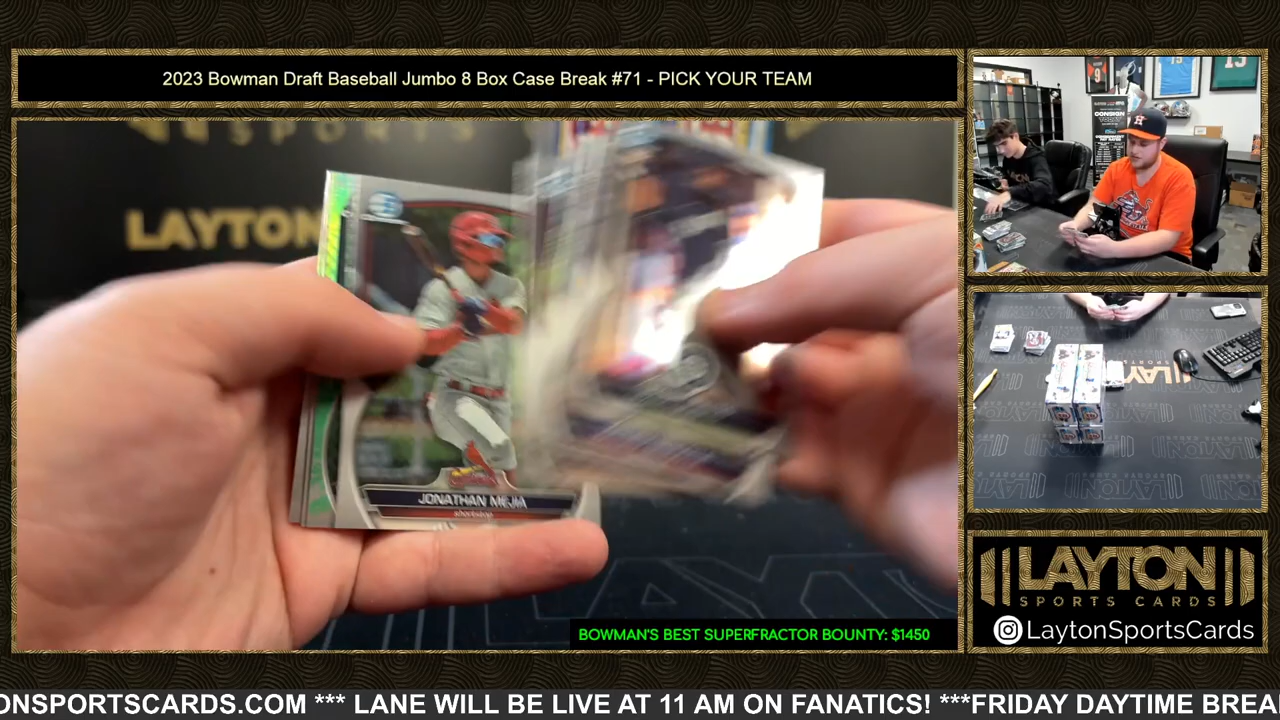 2023 Bowman Draft Baseball Jumbo 8 Box Case Break #71 - PICK YOUR TEAM
LAYTON
JONATHAN MEJIA
shortstop
CONSIGN
BOWMAN'S BEST SUPERFRACTOR BOUNTY: $1450
LAYTON
SPORTS CARDS
LaytonSportsCards
ONSPORTSCARDS.COM *** LANE WILL BE LIVE AT 11 AM ON FANATICS! ***FRIDAY DAYTIME BREA